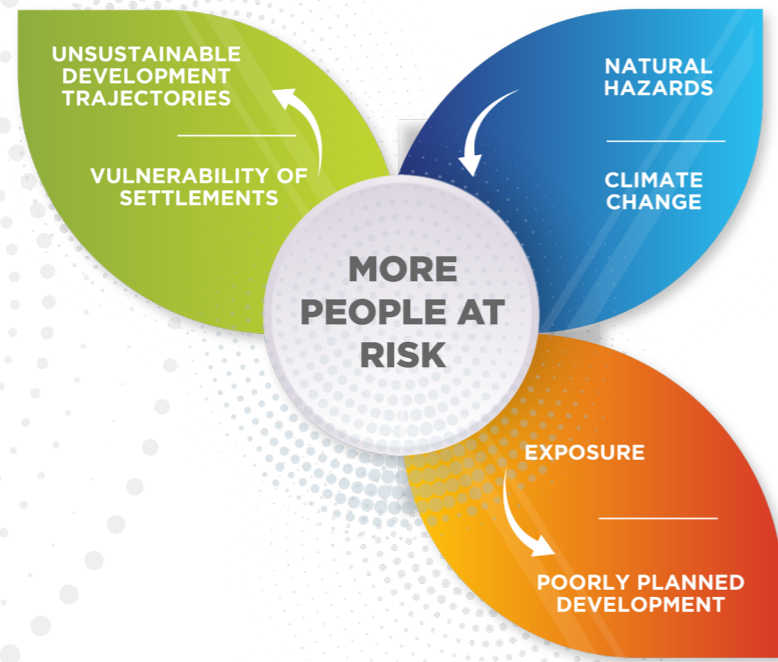 UNSUSTAINABLE
DEVELOPMENT
TRAJECTORIES
VULNERABILITY OF
SETTLEMENTS
NATURAL
HAZARDS
CLIMATE
CHANGE
MORE
PEOPLE AT
RISK
EXPOSURE
POORLY PLANNED
DEVELOPMENT